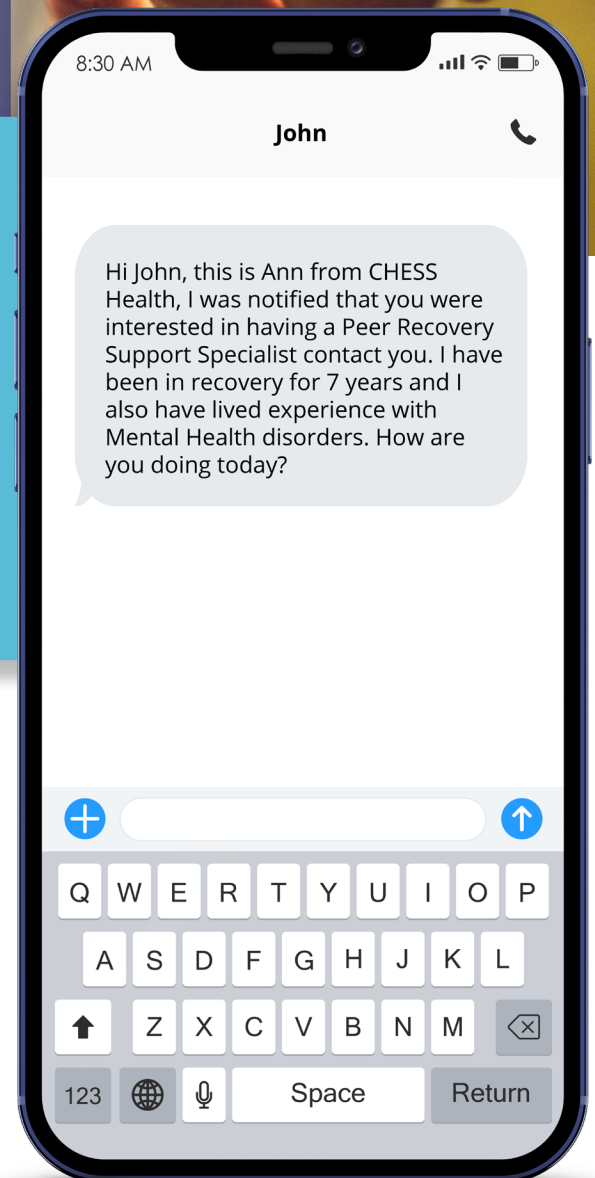 8:30 AM
John
Hi John, this is Ann from CHESS
Health, I was notified that you were
interested in having a Peer Recovery
Support Specialist contact you. I have
been in recovery for 7 years and I
also have lived experience with
Mental Health disorders. How are
you doing today?
Q W E R T Y U I O P
A S D F G H J K L
Z X C V B N M
123 Space Return